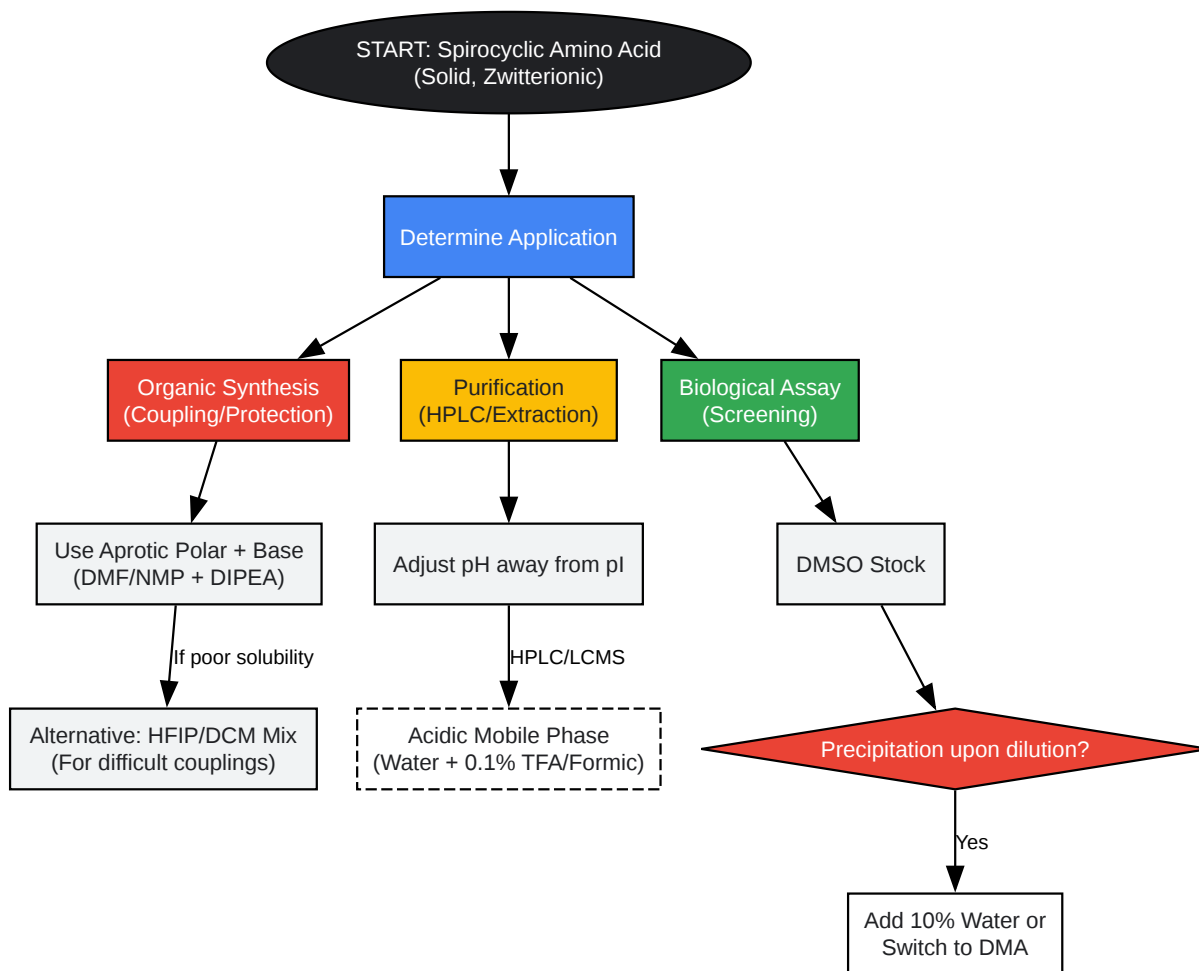 START: Spirocyclic Amino Acid
(Solid, Zwitterionic)
Determine Application
Organic Synthesis
(Coupling/Protection)
Purification
(HPLC/Extraction)
Biological Assay
(Screening)
Use Aprotic Polar + Base
(DMF/NMP + DIPEA)
Adjust pH away from pI
DMSO Stock
If poor solubility
HPLC/LCMS
Alternative: HFIP/DCM Mix
(For difficult couplings)
Acidic Mobile Phase
(Water + 0.1% TFA/Formic)
Precipitation upon dilution?
Yes
Add 10% Water or
Switch to DMA